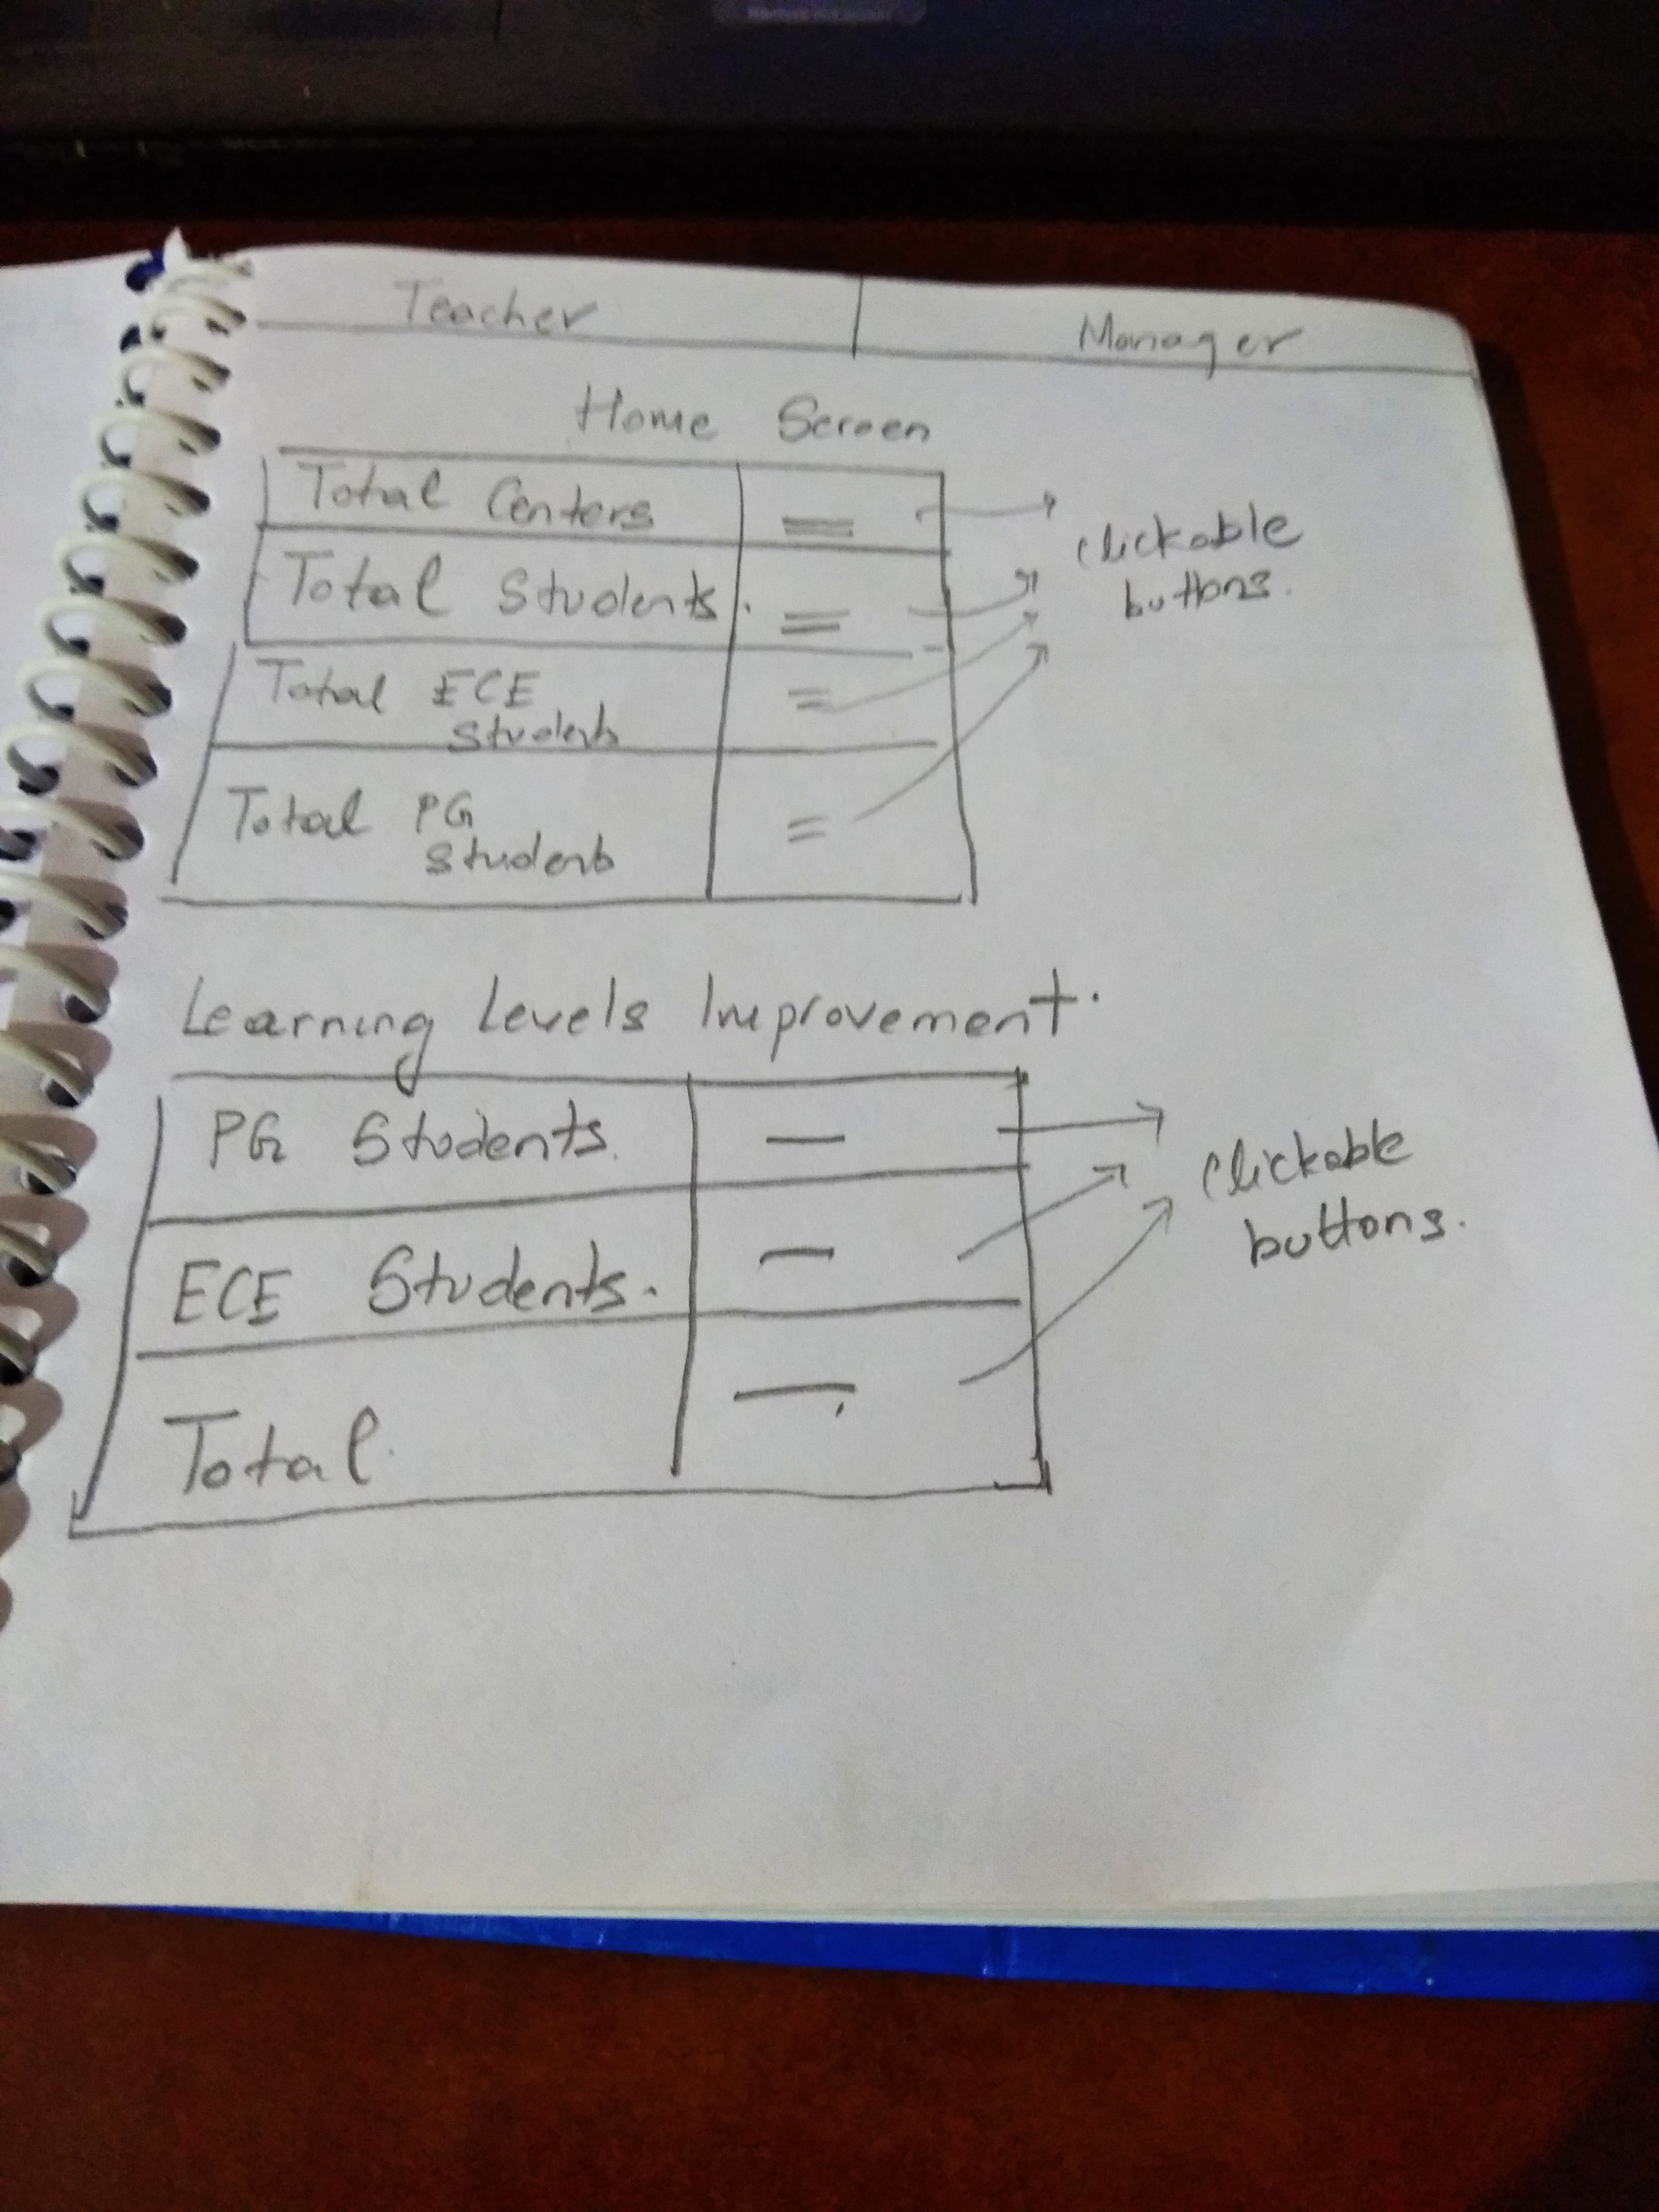 Teacher Manager
Home Screen
Total Centers
Total Students.
Total ECE
Students
Total PG
Students
clickable
buttons.
Learning Levels Improvement.
PG Students.
ECE Students.
Total.
clickable
buttons.